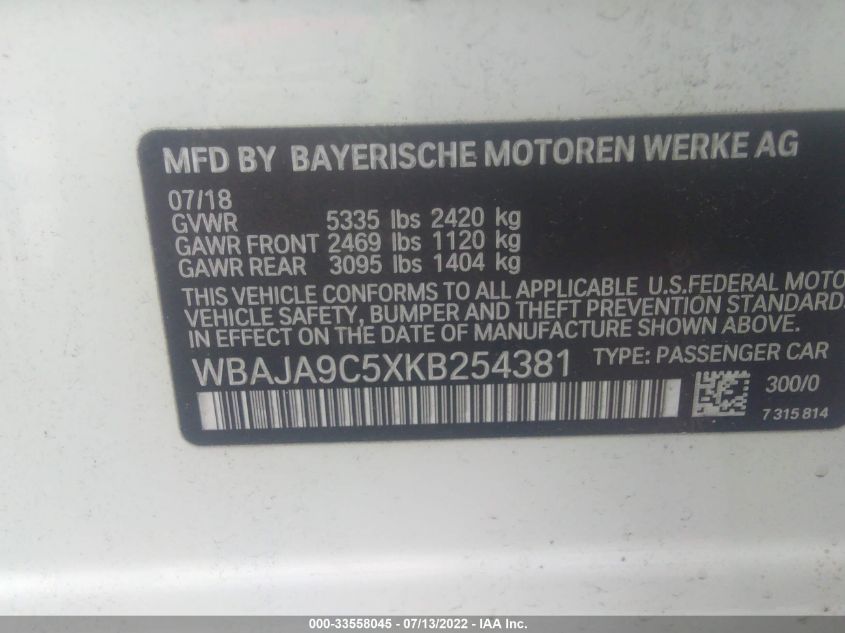 MFD BY BAYERISCHE MOTOREN WERKE AG
07/18
GVWR 5335 lbs 2420 kg
GAWR FRONT 2469 lbs 1120 kg
GAWR REAR 3095 lbs 1404 kg
THIS VEHICLE CONFORMS TO ALL APPLICABLE U.S.FEDERAL MOTO
VEHICLE SAFETY, BUMPER AND THEFT PREVENTION STANDARD
IN EFFECT ON THE DATE OF MANUFACTURE SHOWN ABOVE.
WBAJA9C5XKB254381 TYPE: PASSENGER CAR
300/0
7 315 814
000-33558045 - 07/13/2022 - IAA Inc.